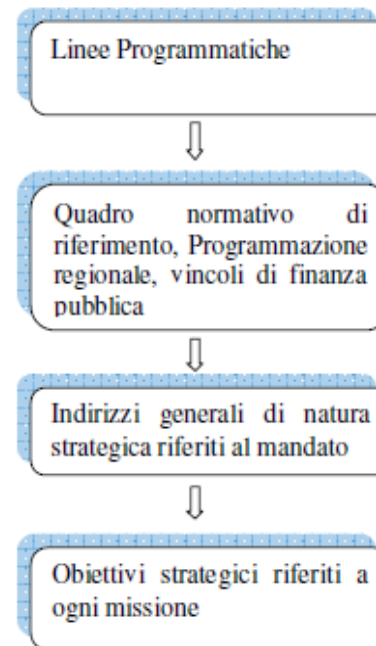 Linee Programmatiche
Quadro normativo di
riferimento, Programmazione
regionale, vincoli di finanza
pubblica
Indirizzi generali di natura
strategica riferiti al mandato
Obiettivi strategici riferiti a
ogni missione